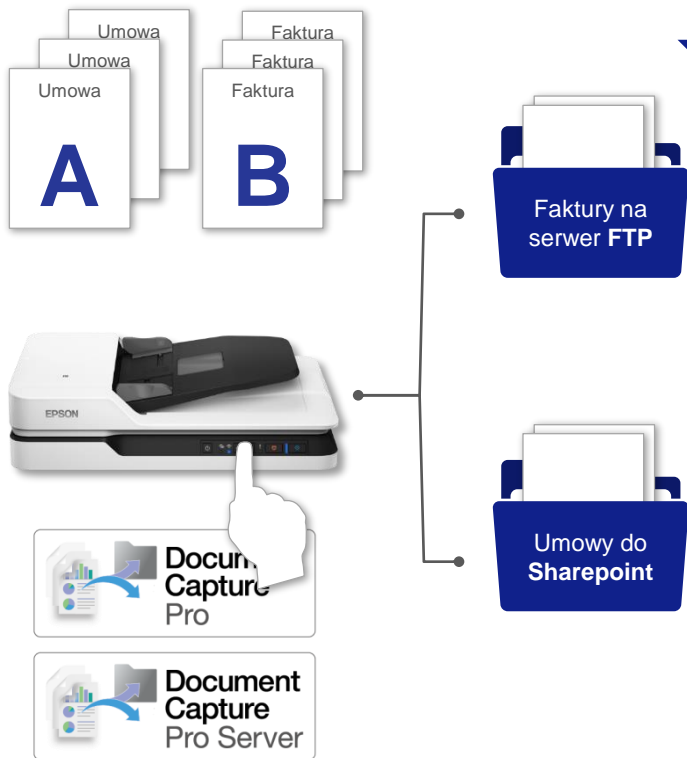 Umowa
Umowa
Umowa
A
Faktura
Faktura
Faktura
B
Faktury na
serwer FTP
EPSON
Umowy do
Sharepoint
Document
Capture
Pro
Document
Capture
Pro Server